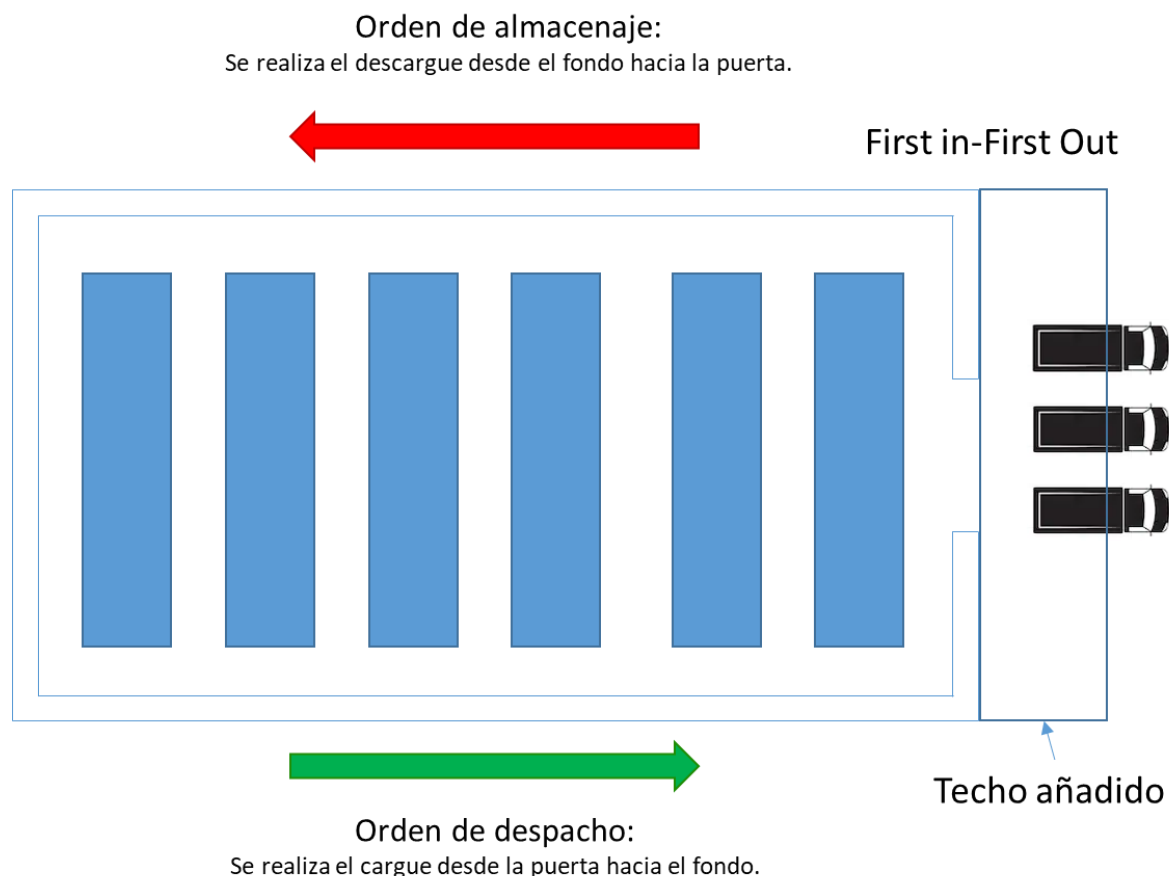 Orden de almacenaje:
Se realiza el descargue desde el fondo hacia la puerta.
First in-First Out
Techo añadido
Orden de despacho:
Se realiza el cargue desde la puerta hacia el fondo.